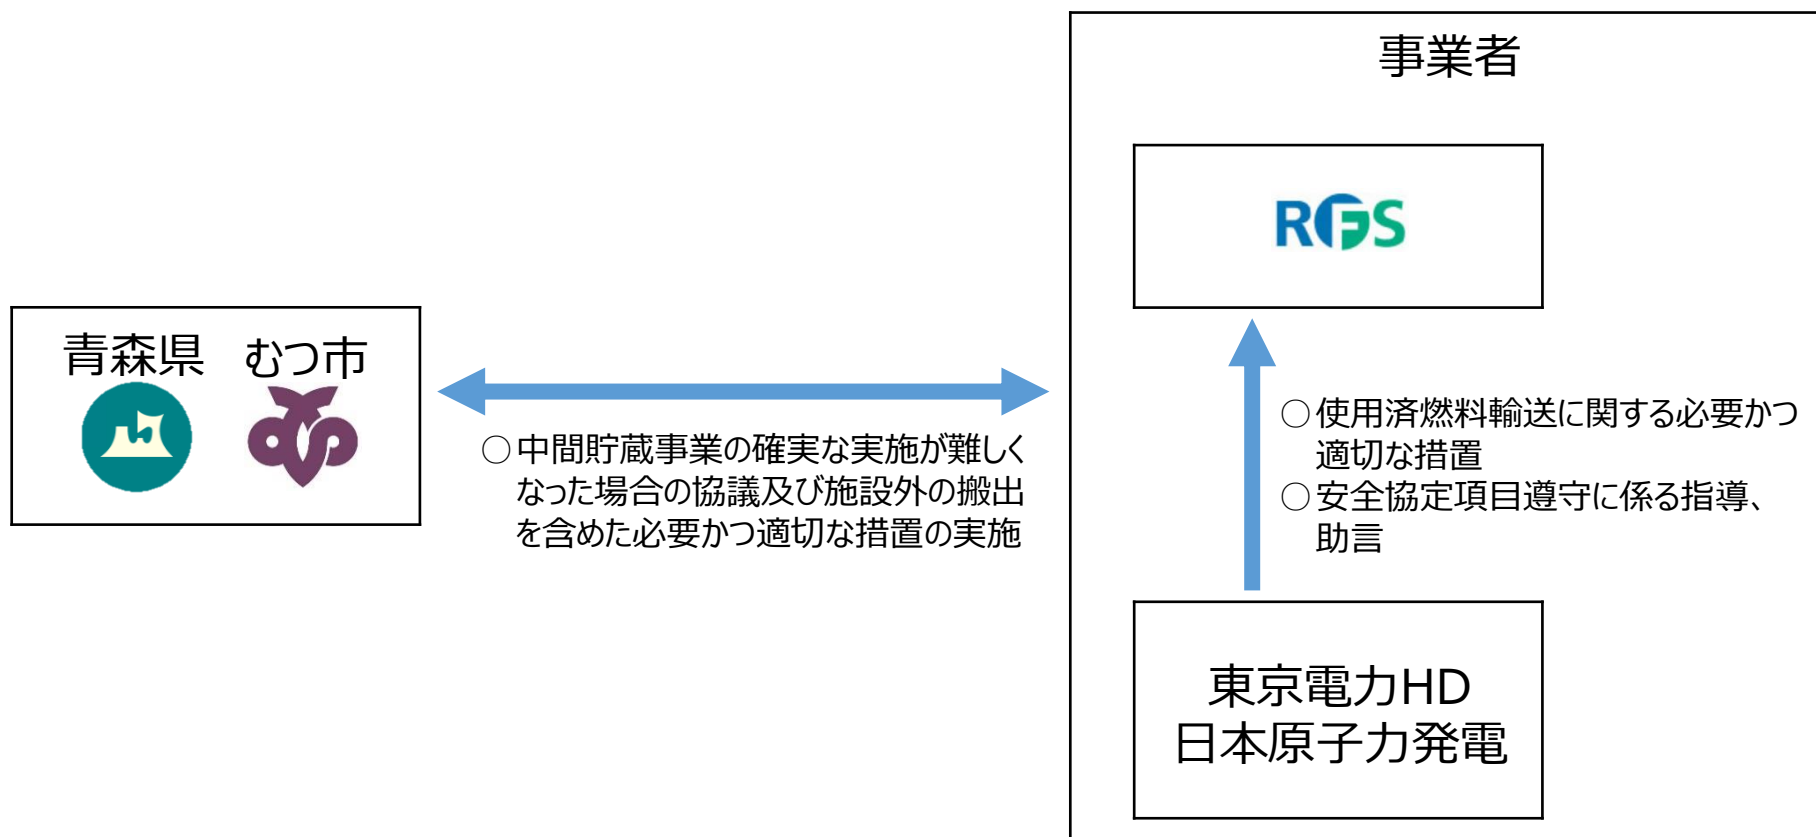 事業者
RFS
青森県 むつ市
○中間貯蔵事業の確実な実施が難しく
なった場合の協議及び施設外の搬出
を含めた必要かつ適切な措置の実施
○使用済燃料輸送に関する必要かつ
適切な措置
○安全協定項目遵守に係る指導、
助言
東京電力HD
日本原子力発電